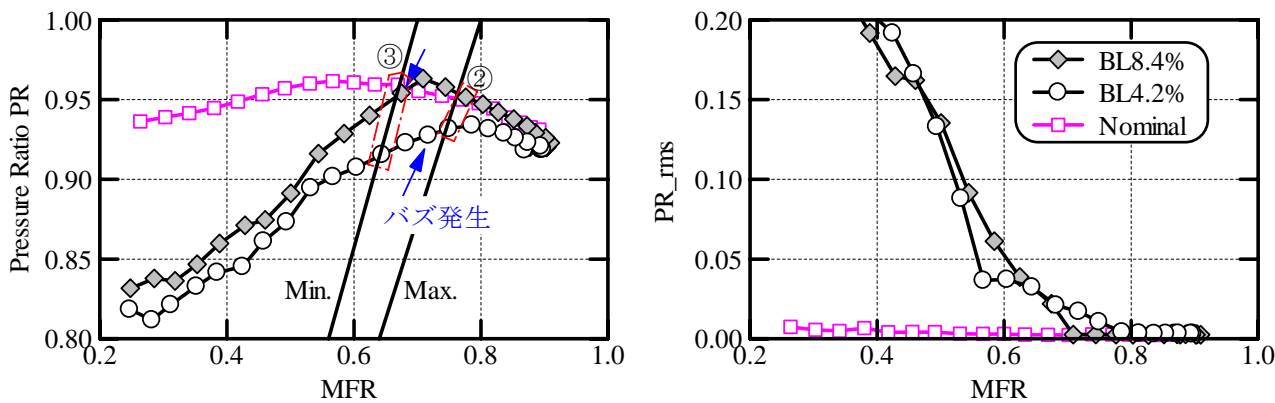 1.00
0.95
0.90
0.85
0.80
Pressure Ratio PR
③
②
バズ発生
Min.
Max.
0.2 0.4 0.6 0.8 1.0
MFR
0.20
0.15
0.10
0.05
0.00
PR_rms
BL8.4%
BL4.2%
Nominal
0.2 0.4 0.6 0.8 1.0
MFR